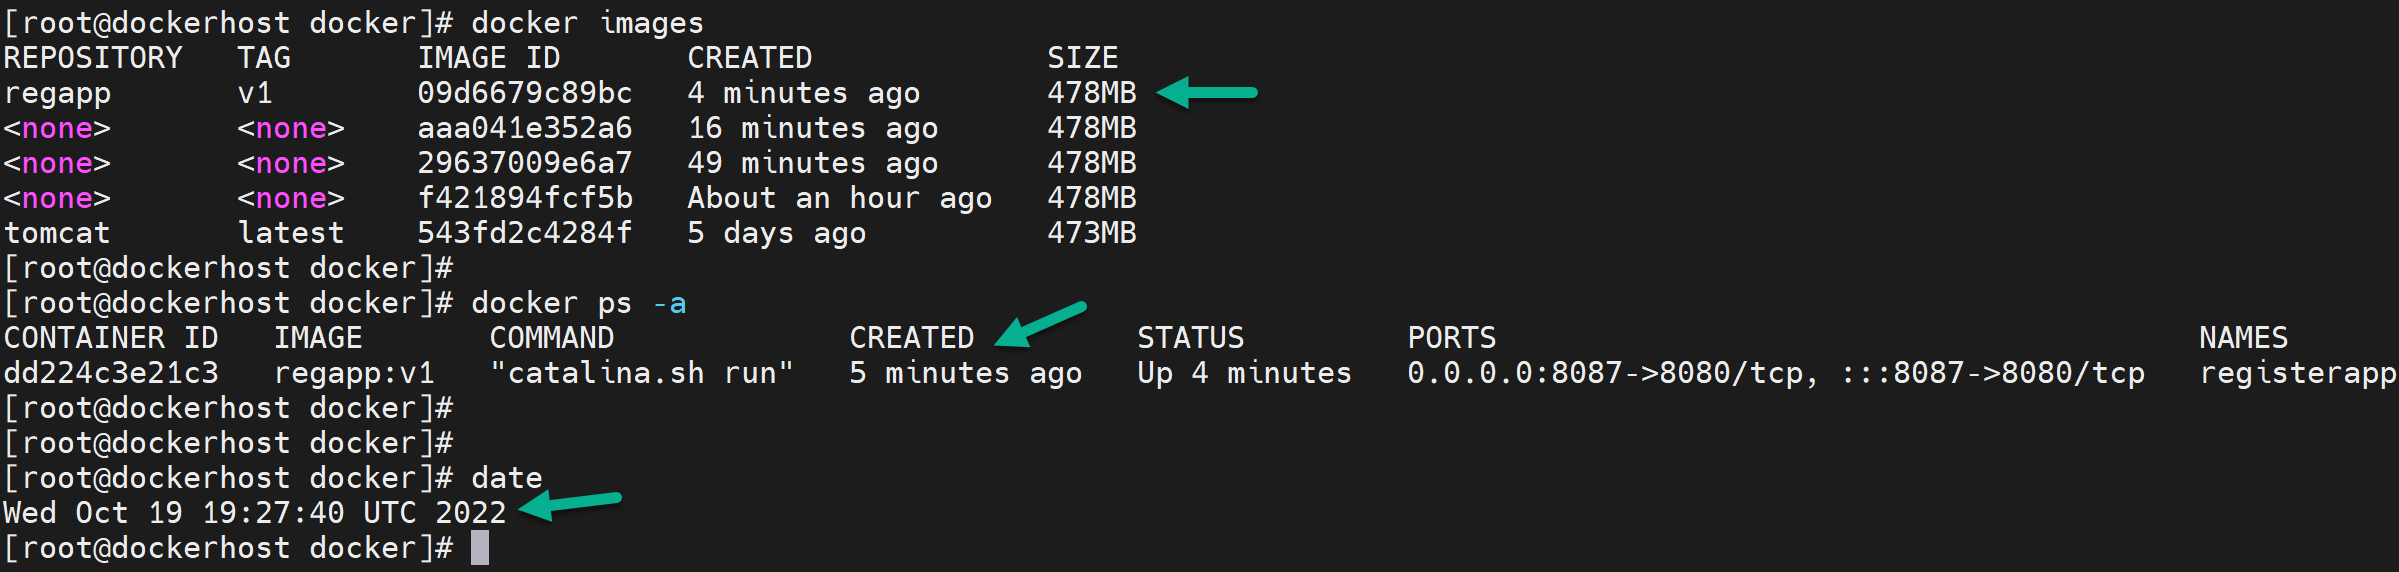 [root@dockerhost docker]# docker images
REPOSITORY   TAG       IMAGE ID       CREATED             SIZE
regapp       v1        09d6679c89bc   4 minutes ago       478MB
<none>       <none>    aaa041e352a6   16 minutes ago      478MB
<none>       <none>    29637009e6a7   49 minutes ago      478MB
<none>       <none>    f421894fcf5b   About an hour ago   478MB
tomcat       latest    543fd2c4284f   5 days ago          473MB
[root@dockerhost docker]#
[root@dockerhost docker]# docker ps -a
CONTAINER ID   IMAGE       COMMAND             CREATED         STATUS         PORTS                                       NAMES
dd224c3e21c3   regapp:v1   "catalina.sh run"   5 minutes ago   Up 4 minutes   0.0.0.0:8087->8080/tcp, :::8087->8080/tcp   registerapp
[root@dockerhost docker]#
[root@dockerhost docker]#
[root@dockerhost docker]# date
Wed Oct 19 19:27:40 UTC 2022
[root@dockerhost docker]#